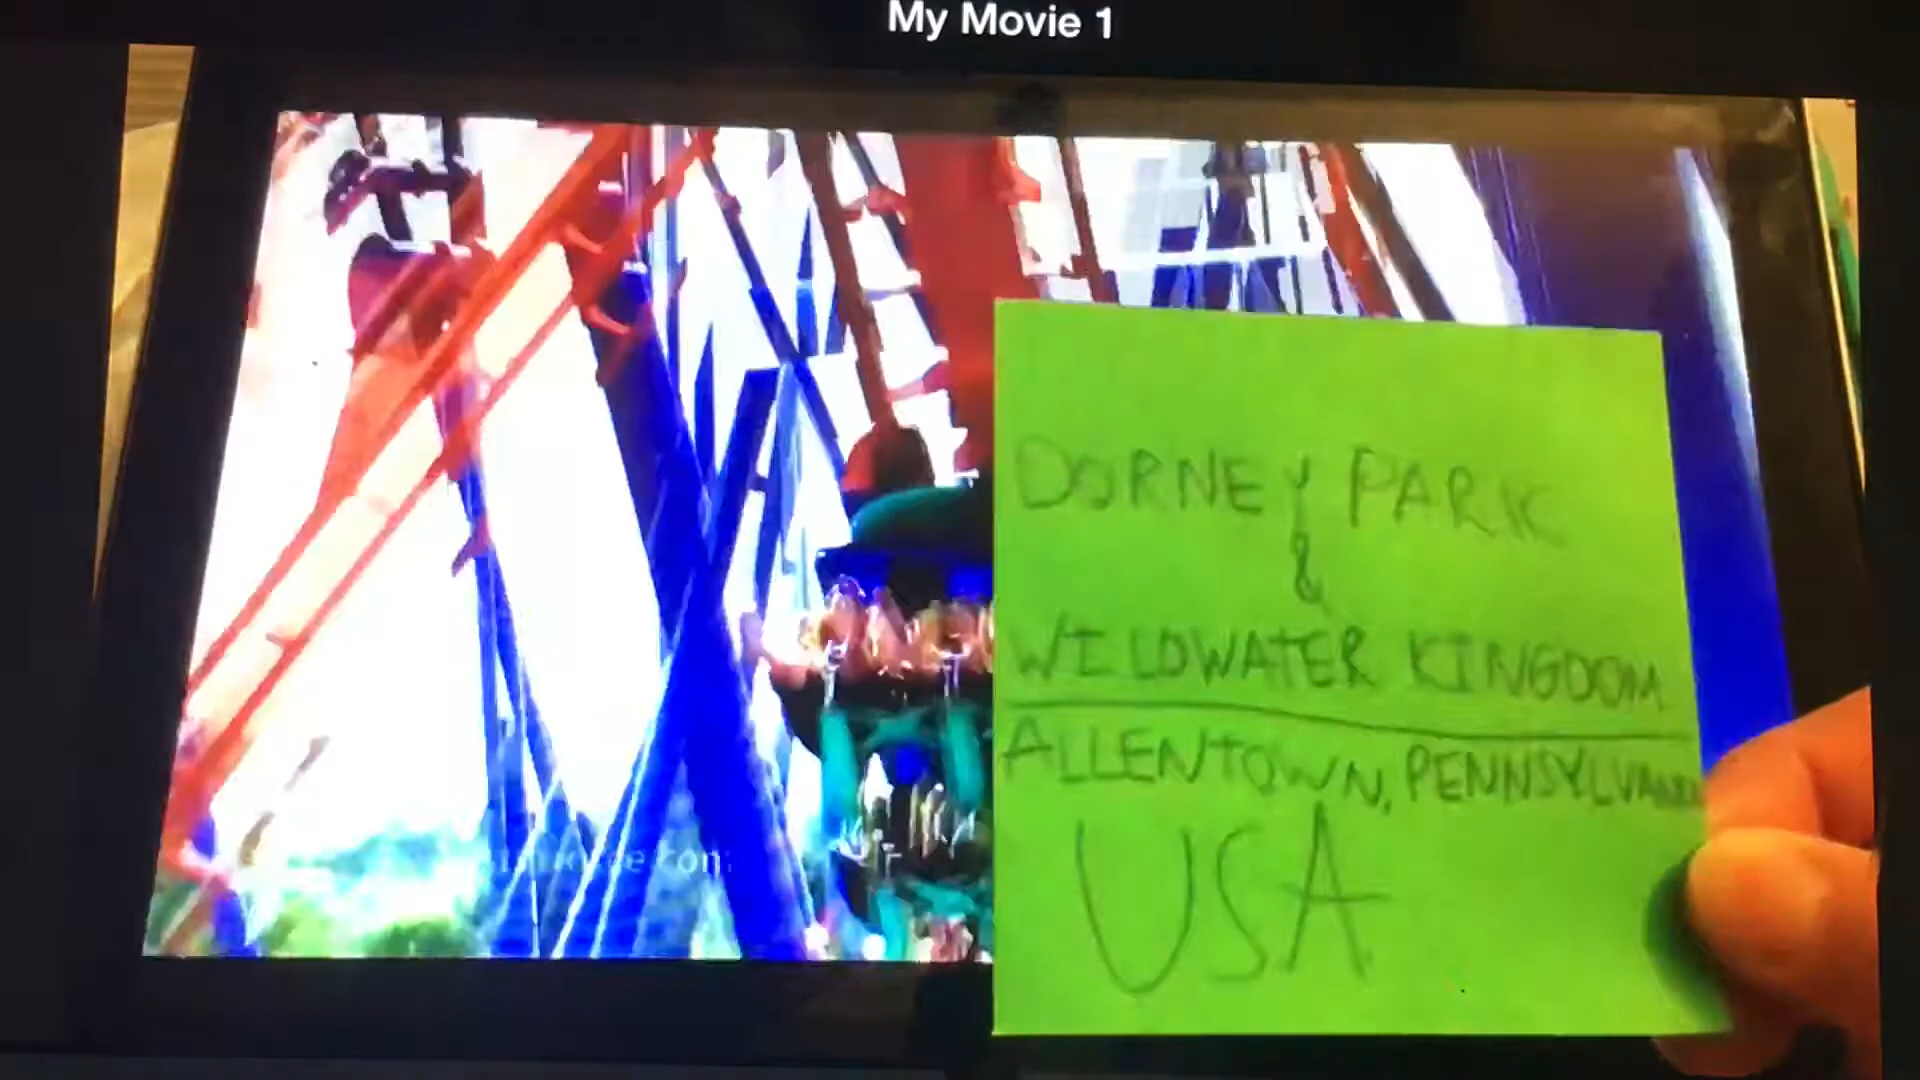 My Movie 1
DORNEY PARK
&
WILDWATER KINGDOM
ALLENTOWN, PENNSYLVANIA
USA